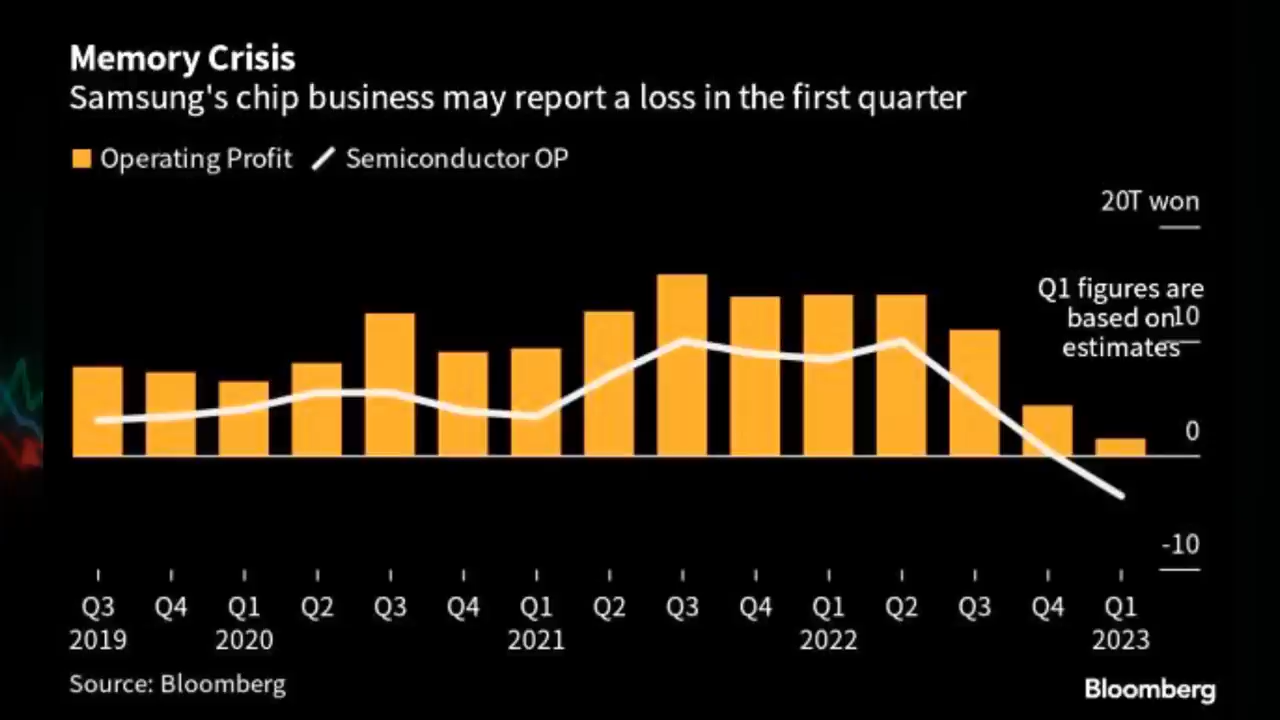 Memory Crisis
Samsung's chip business may report a loss in the first quarter
Operating Profit Semiconductor OP
20T won
Q1 figures are
based on
10
estimates
0
-10
Q3 Q4 Q1 Q2 Q3 Q4 Q1 Q2 Q3 Q4 Q1 Q2 Q3 Q4 Q1
2019 2020 2021 2022 2023
Source: Bloomberg
Bloomberg